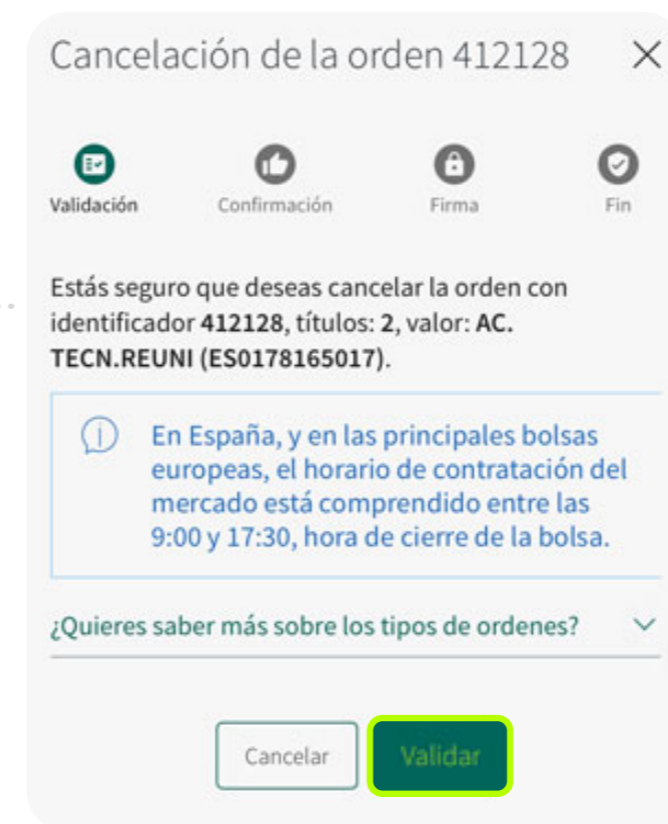 Cancelación de la orden 412128
Validación
Confirmación
Firma
Fin
Estás seguro que deseas cancelar la orden con
identificador 412128, títulos: 2, valor: AC.
TECN.REUNI (ES0178165017).
En España, y en las principales bolsas
europeas, el horario de contratación del
mercado está comprendido entre las
9:00 y 17:30, hora de cierre de la bolsa.
¿Quieres saber más sobre los tipos de ordenes?
Cancelar
Validar